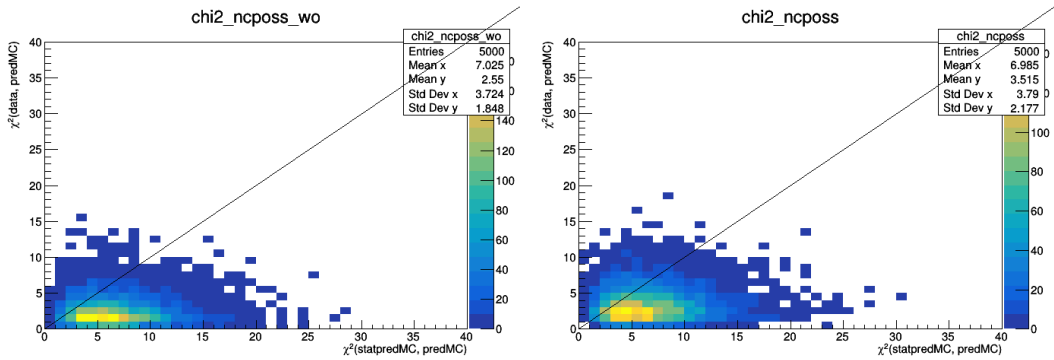 chi2_ncposs_wo
chi2_ncposs_wo
Entries 5000
Mean x 7.025
Mean y 2.55
Std Dev x 3.724
Std Dev y 1.848
χ²(data, predMC)
40
35
30
25
20
15
10
5
0
0 5 10 15 20 25 30 35 40
χ²(statpredMC, predMC)
140
120
100
80
60
40
20
0
chi2_ncposs
chi2_ncposs
Entries 5000
Mean x 6.985
Mean y 3.515
Std Dev x 3.79
Std Dev y 2.177
χ²(data, predMC)
40
35
30
25
20
15
10
5
0
0 5 10 15 20 25 30 35 40
χ²(statpredMC, predMC)
100
80
60
40
20
0